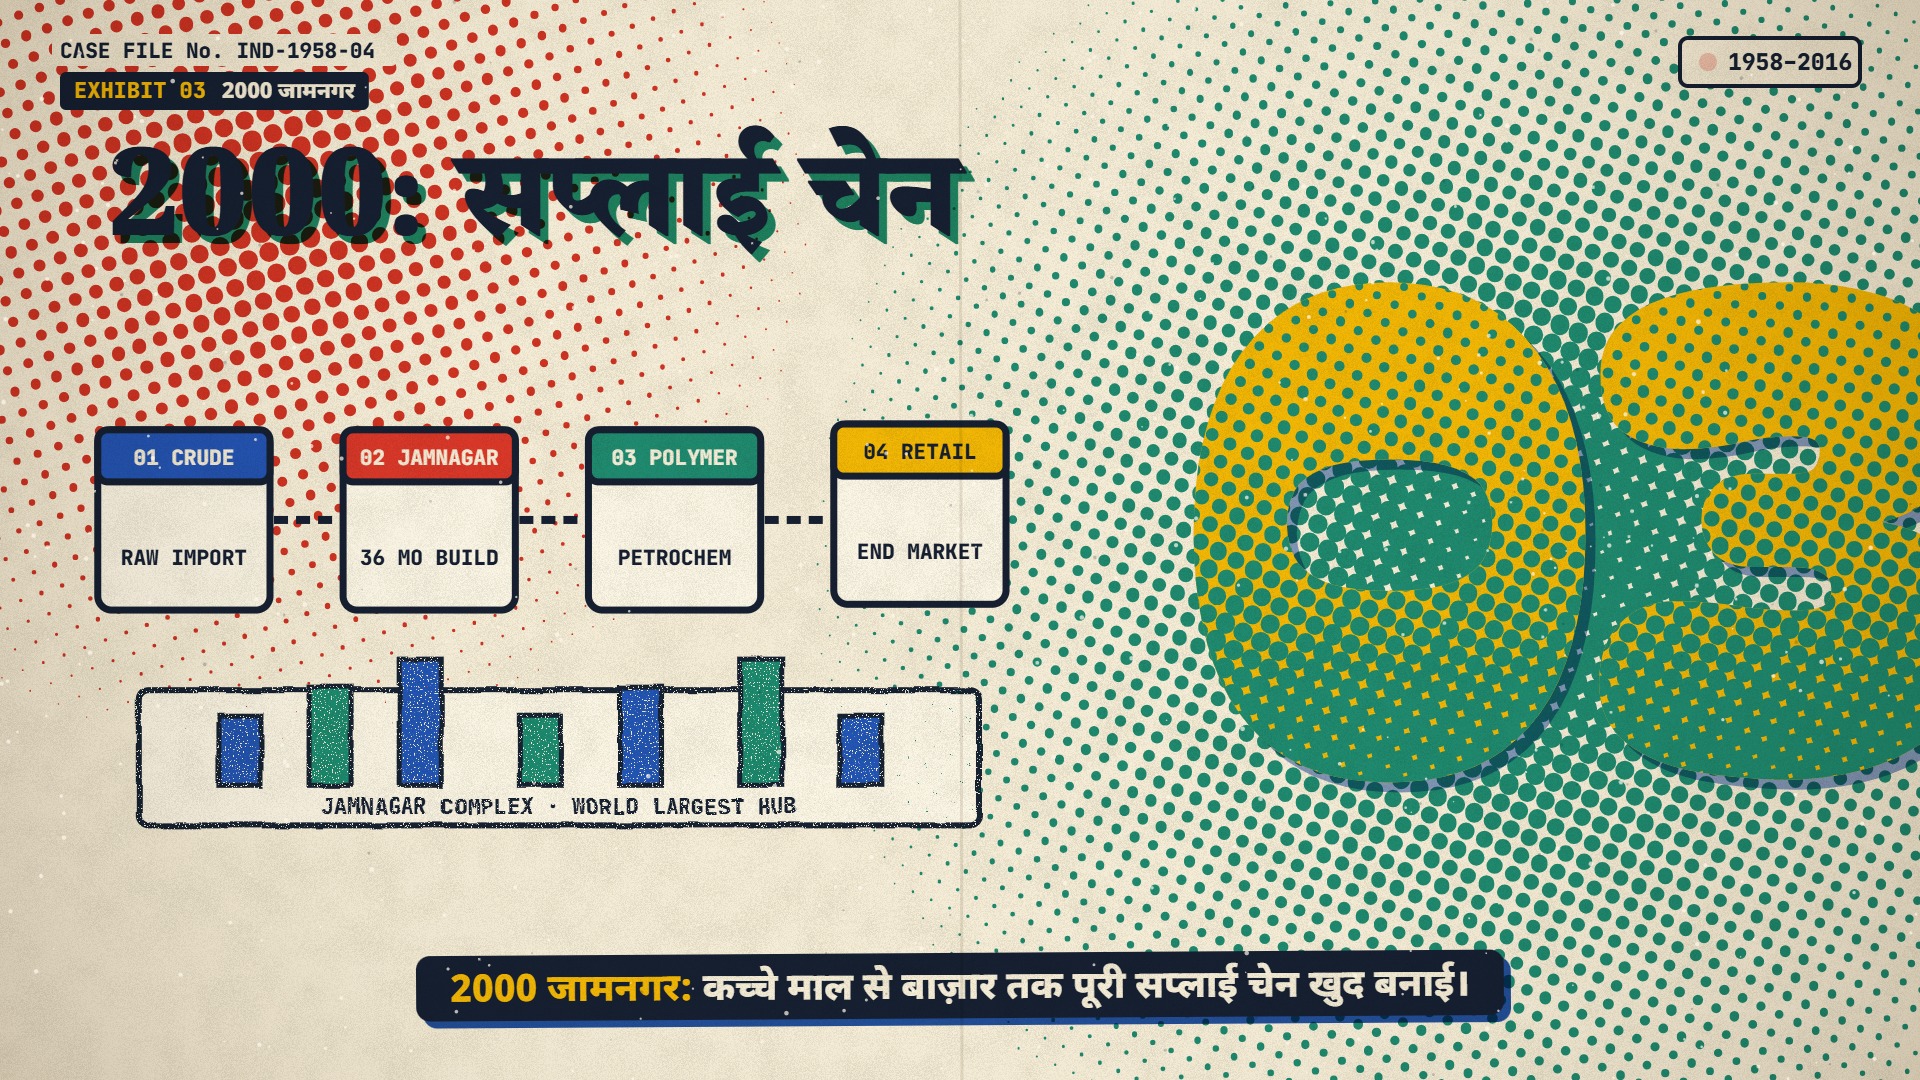 CASE FILE No. IND-1958-04
1958–2016
EXHIBIT 03 2000 जामनगर
2000: सप्लाई चेन
01 CRUDE
RAW IMPORT
02 JAMNAGAR
36 MO BUILD
03 POLYMER
PETROCHEM
04 RETAIL
END MARKET
03
JAMNAGAR COMPLEX · WORLD LARGEST HUB
2000 जामनगर: कच्चे माल से बाज़ार तक पूरी सप्लाई चेन खुद बनाई।